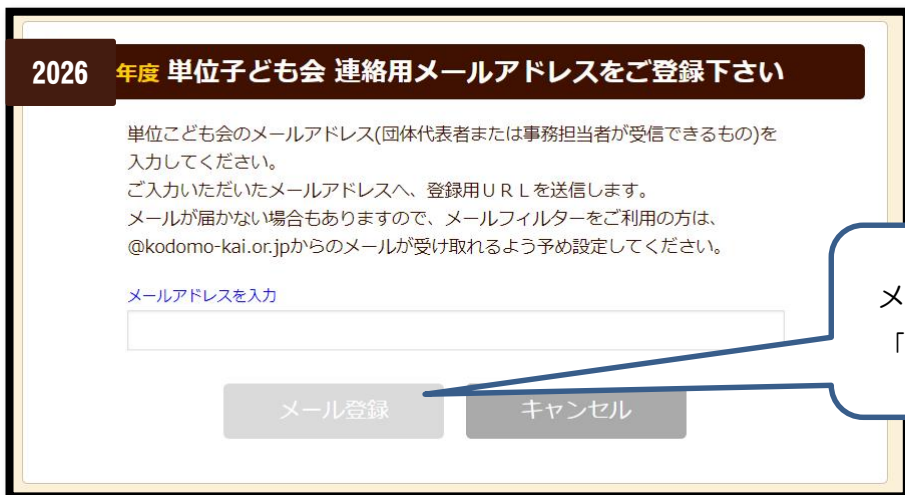 2026 年度 単位子ども会 連絡用メールアドレスをご登録下さい
単位こども会のメールアドレス(団体代表者または事務担当者が受信できるもの)を
入力してください。
ご入力いただいたメールアドレスへ、登録用ＵＲＬを送信します。
メールが届かない場合もありますので、メールフィルターをご利用の方は、
@kodomo-kai.or.jpからのメールが受け取れるよう予め設定してください。
メ
「
メールアドレスを入力
メール登録 キャンセル